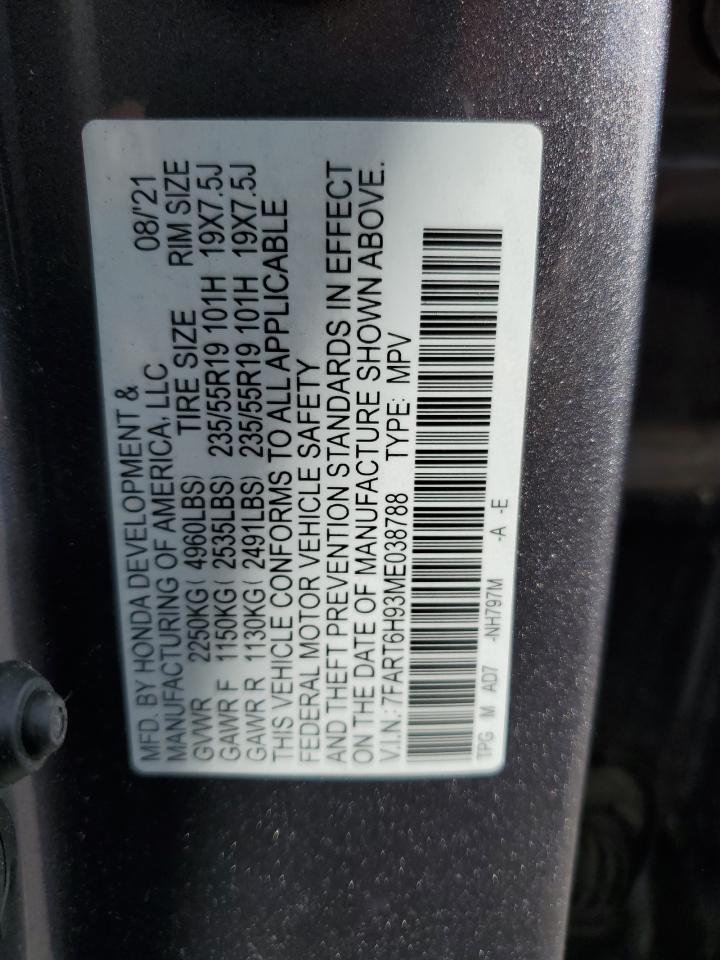 MFD. BY HONDA DEVELOPMENT & 08/'21
MANUFACTURING OF AMERICA, LLC
GVWR 2250KG( 4960LBS) TIRE SIZE RIM SIZE
GAWR F 1150KG( 2535LBS) 235/55R19 101H 19X7.5J
GAWR R 1130KG( 2491LBS) 235/55R19 101H 19X7.5J
THIS VEHICLE CONFORMS TO ALL APPLICABLE
FEDERAL MOTOR VEHICLE SAFETY
AND THEFT PREVENTION STANDARDS IN EFFECT
ON THE DATE OF MANUFACTURE SHOWN ABOVE.
V.I.N.:7FART6H93ME038788 TYPE: MPV
TPG M AD7 -NH797M -A -E